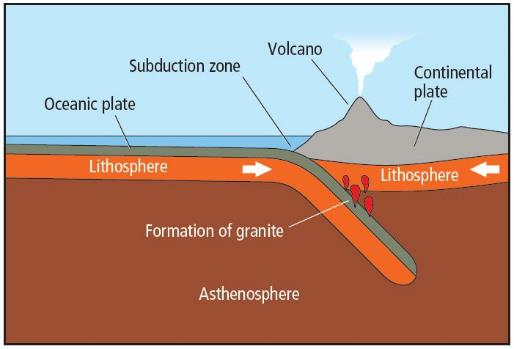 Volcano
Subduction zone
Continental
plate
Oceanic plate
Lithosphere
Lithosphere
Formation of granite
Asthenosphere